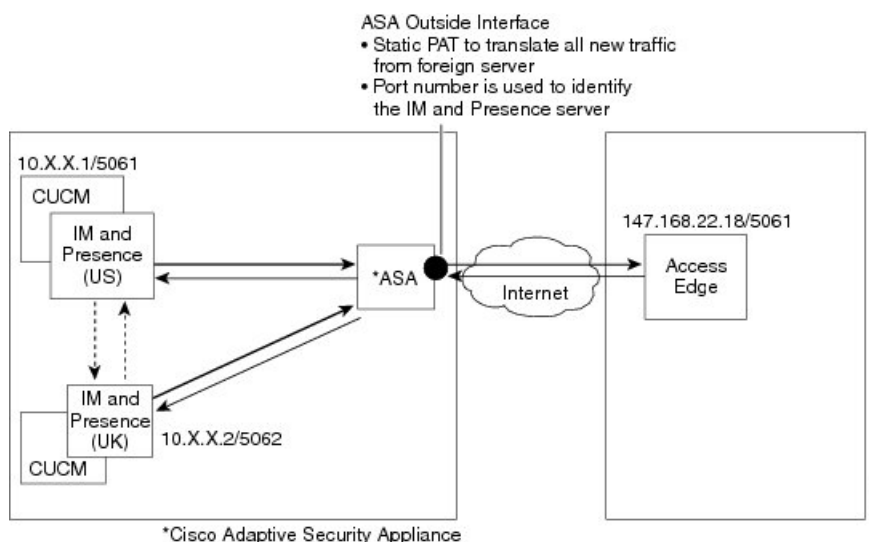 ASA Outside Interface
• Static PAT to translate all new traffic
from foreign server
• Port number is used to identify
the IM and Presence server
10.X.X.1/5061
CUCM
IM and
Presence
(US)
*ASA
Internet
147.168.22.18/5061
Access
Edge
IM and
Presence
(UK)
10.X.X.2/5062
CUCM
*Cisco Adaptive Security Appliance